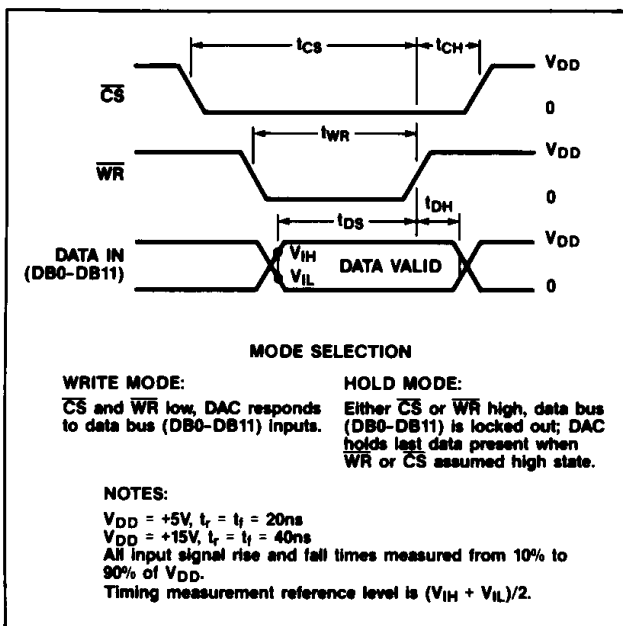 tCS
tCH
VDD
CS
0
tWR
VDD
WR
0
tDS
tDH
VDD
DATA IN
(DB0-DB11)
VIH
VIL
DATA VALID
0
MODE SELECTION
WRITE MODE:
CS and WR low, DAC responds
to data bus (DB0-DB11) inputs.
HOLD MODE:
Either CS or WR high, data bus
(DB0-DB11) is locked out; DAC
holds last data present when
WR or CS assumed high state.
NOTES:
VDD = +5V, tr = tf = 20ns
VDD = +15V, tr = tf = 40ns
All input signal rise and fall times measured from 10% to
90% of VDD.
Timing measurement reference level is (VIH + VIL)/2.